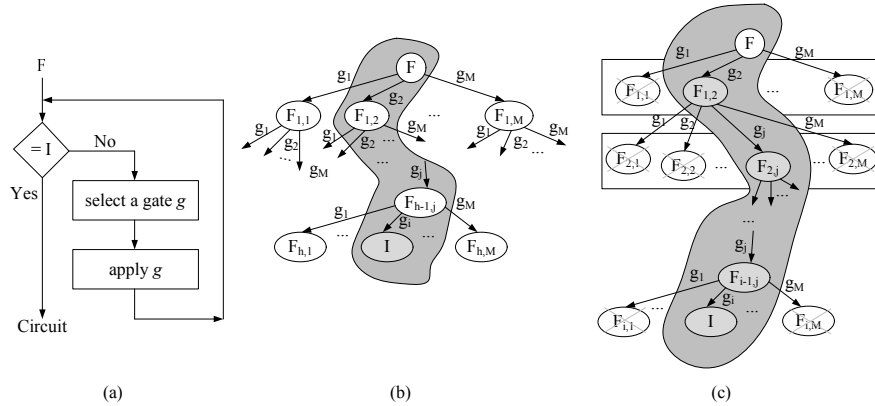 F
= I
No
Yes
select a gate g
apply g
Circuit
(a)
F
g1
g2
gM
F1,1
F1,2
...
F1,M
g1
g2
...
gM
g1
g2
...
gM
g1
g2
...
gM
gj
Fh-1,j
g1
gi
gM
Fh,1
...
I
...
Fh,M
(b)
F
g1
g2
gM
F1,1
F1,2
...
F1,M
g1
g2
gj
gM
F2,1
F2,2
...
F2,j
...
F2,M
...
...
gj
Fi-1,j
g1
gi
gM
Fi,1
...
I
...
Fi,M
(c)